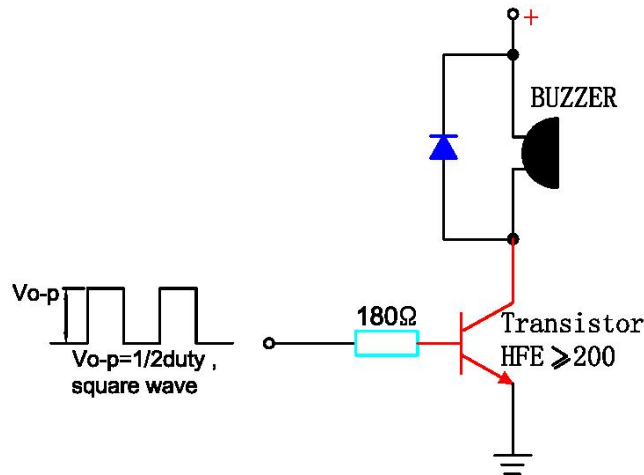 +
BUZZER
Vo-p
180Ω
Transistor
HFE ⩾200
Vo-p=1/2duty ,
square wave